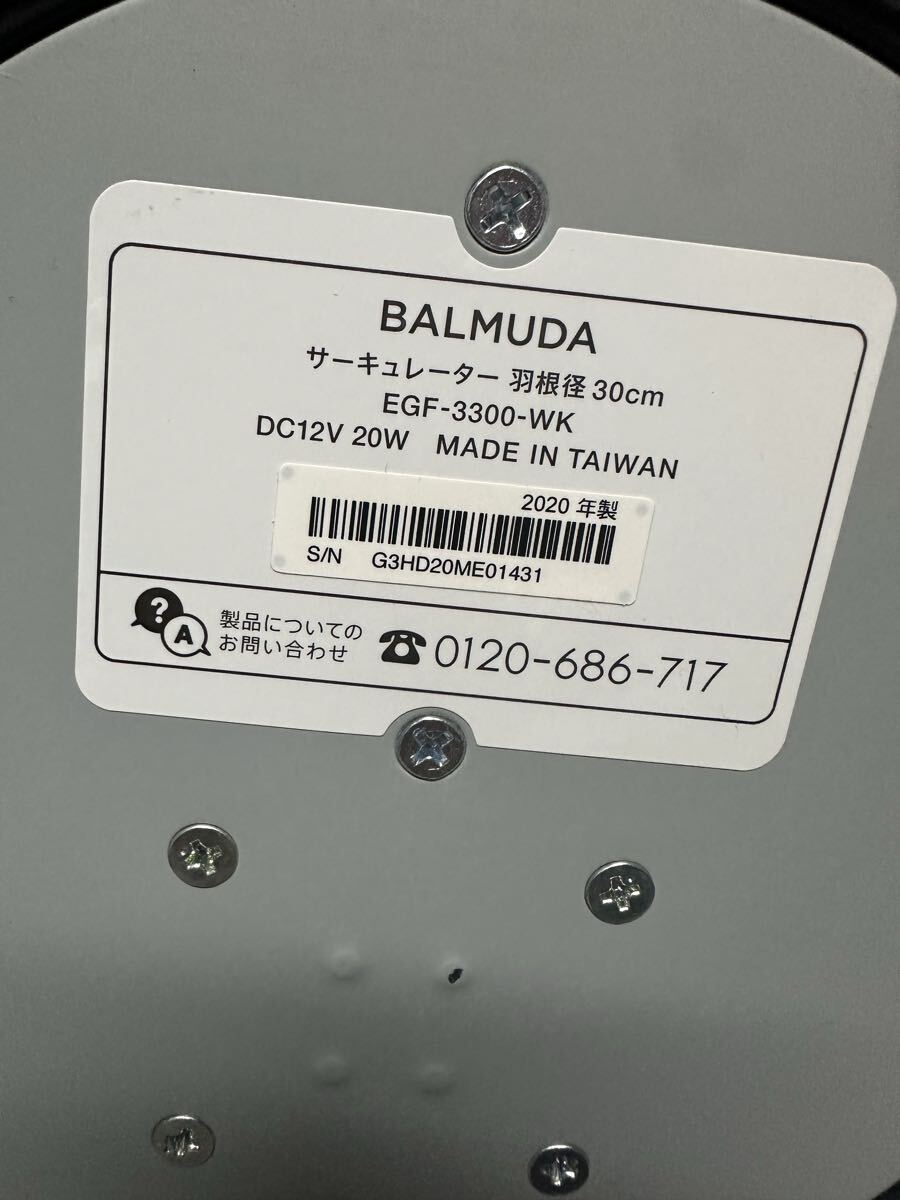 BALMUDA
サーキュレーター 羽根径 30cm
EGF-3300-WK
DC12V 20W MADE IN TAIWAN
2020 年製
S/N G3HD20ME01431
? A
製品についての
お問い合わせ
0120-686-717